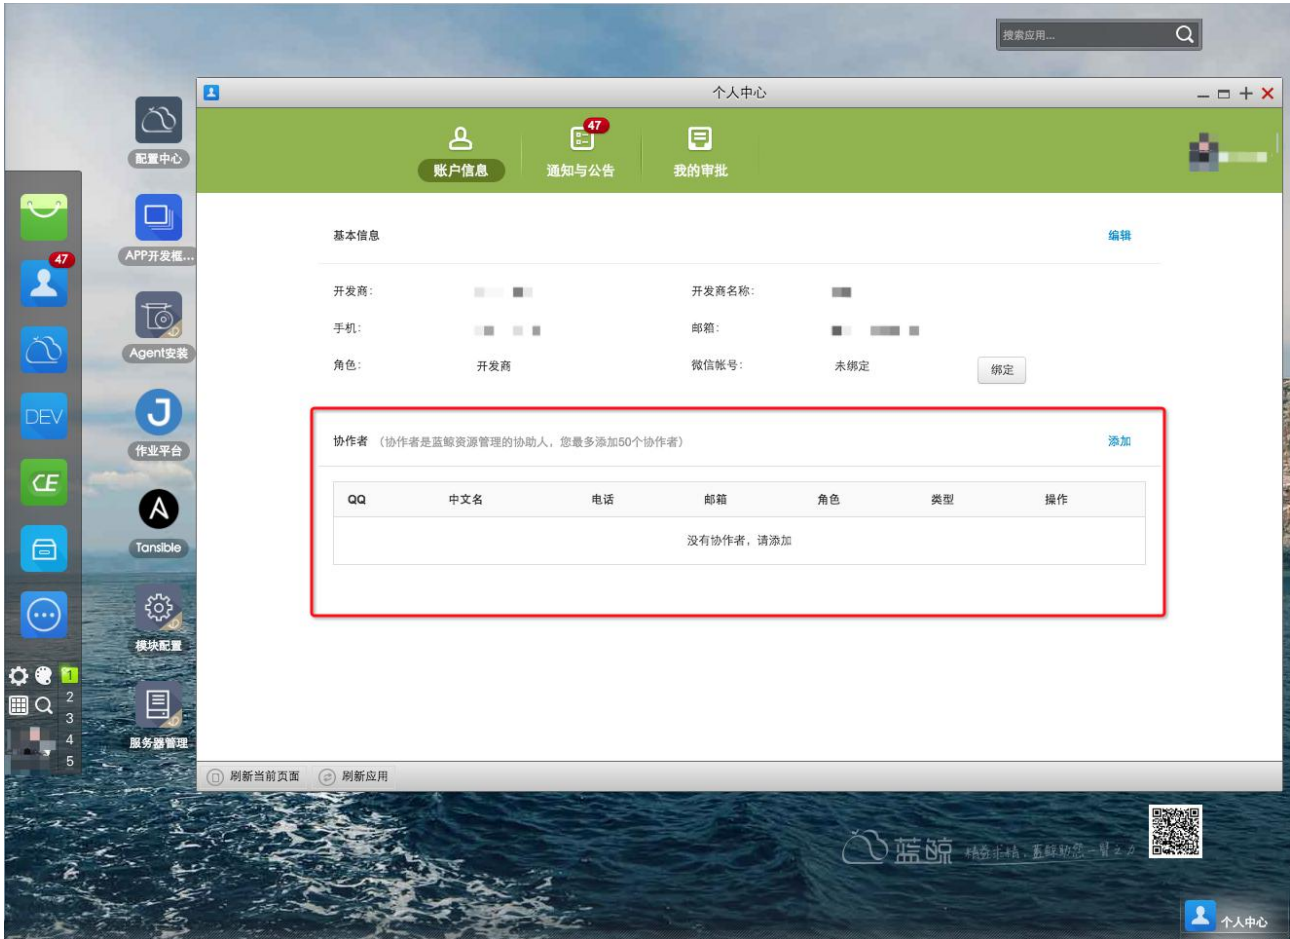 搜索应用...
个人中心
配置中心
47
账户信息
通知与公告
我的审批
基本信息
编辑
APP开发框...
47
开发商:
开发商名称:
手机:
邮箱:
Agent安装
角色:
开发商
微信帐号:
未绑定
绑定
DEV
作业平台
协作者 （协作者是蓝鲸资源管理的协助人，您最多添加50个协作者）
添加
CE
QQ 中文名 电话 邮箱 角色 类型 操作
没有协作者，请添加
Tansible
模块配置
1
2
3
4
5
服务器管理
刷新当前页面
刷新应用
蓝鲸
个人中心